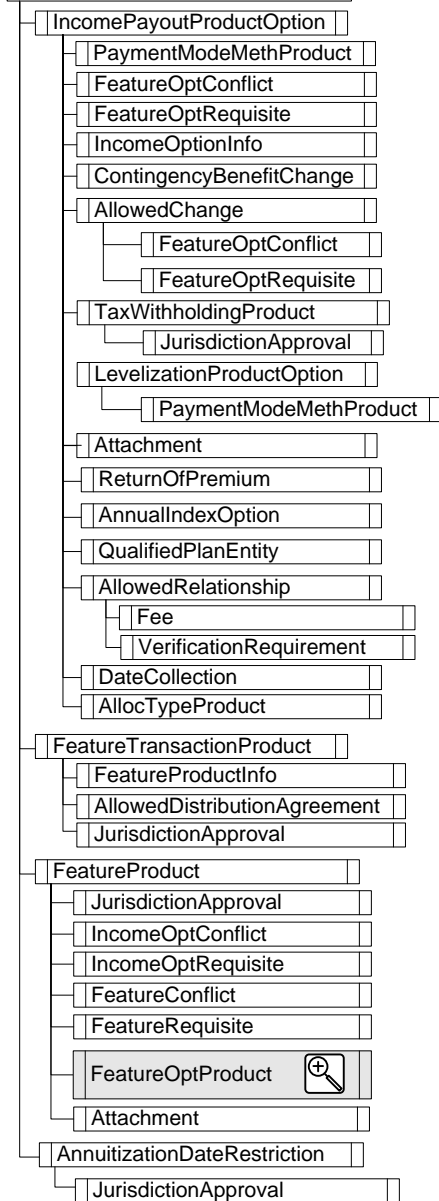 IncomePayoutProductOption
PaymentModeMethProduct
FeatureOptConflict
FeatureOptRequisite
IncomeOptionInfo
ContingencyBenefitChange
AllowedChange
FeatureOptConflict
FeatureOptRequisite
TaxWithholdingProduct
JurisdictionApproval
LevelizationProductOption
PaymentModeMethProduct
Attachment
ReturnOfPremium
AnnualIndexOption
QualifiedPlanEntity
AllowedRelationship
Fee
VerificationRequirement
DateCollection
AllocTypeProduct
FeatureTransactionProduct
FeatureProductInfo
AllowedDistributionAgreement
JurisdictionApproval
FeatureProduct
JurisdictionApproval
IncomeOptConflict
IncomeOptRequisite
FeatureConflict
FeatureRequisite
FeatureOptProduct
Attachment
AnnuitizationDateRestriction
JurisdictionApproval